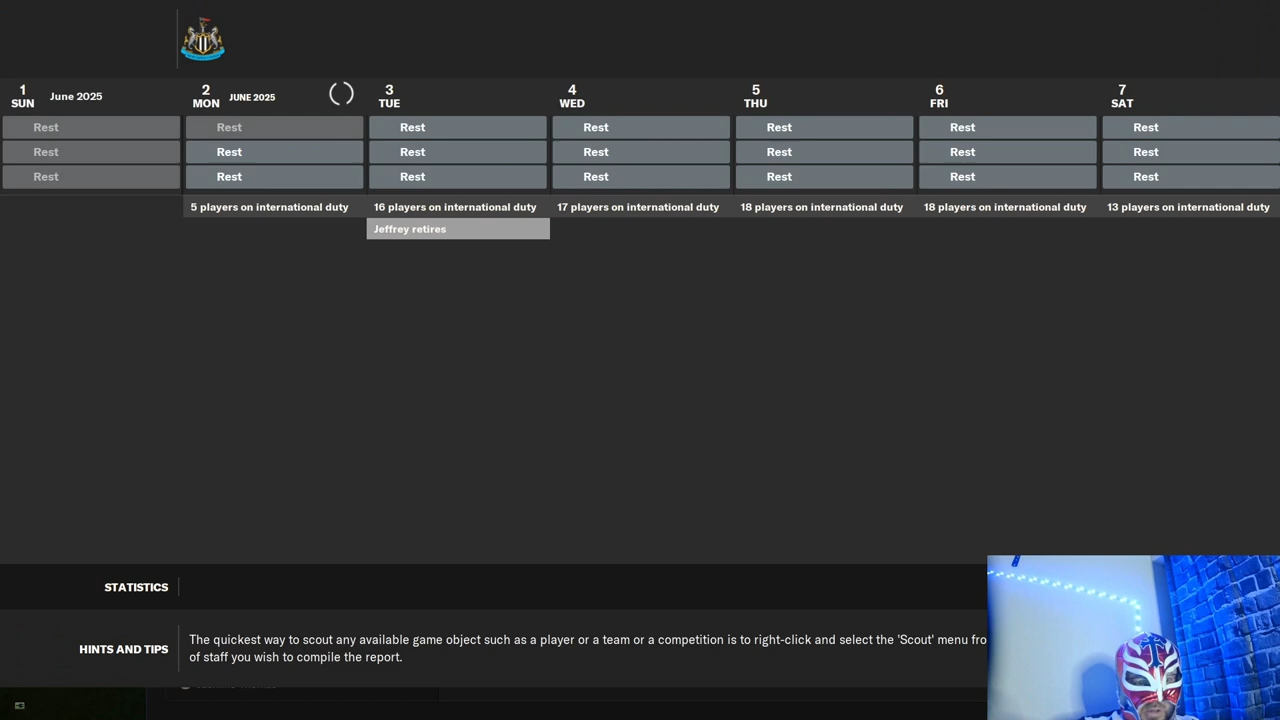 1 SUN June 2025
2 MON JUNE 2025
3 TUE
4 WED
5 THU
6 FRI
7 SAT
Rest Rest Rest Rest Rest Rest Rest
Rest Rest Rest Rest Rest Rest Rest
Rest Rest Rest Rest Rest Rest Rest
5 players on international duty
16 players on international duty
17 players on international duty
18 players on international duty
18 players on international duty
13 players on international duty
Jeffrey retires
STATISTICS
HINTS AND TIPS
The quickest way to scout any available game object such as a player or a team or a competition is to right-click and select the 'Scout' menu fro
of staff you wish to compile the report.